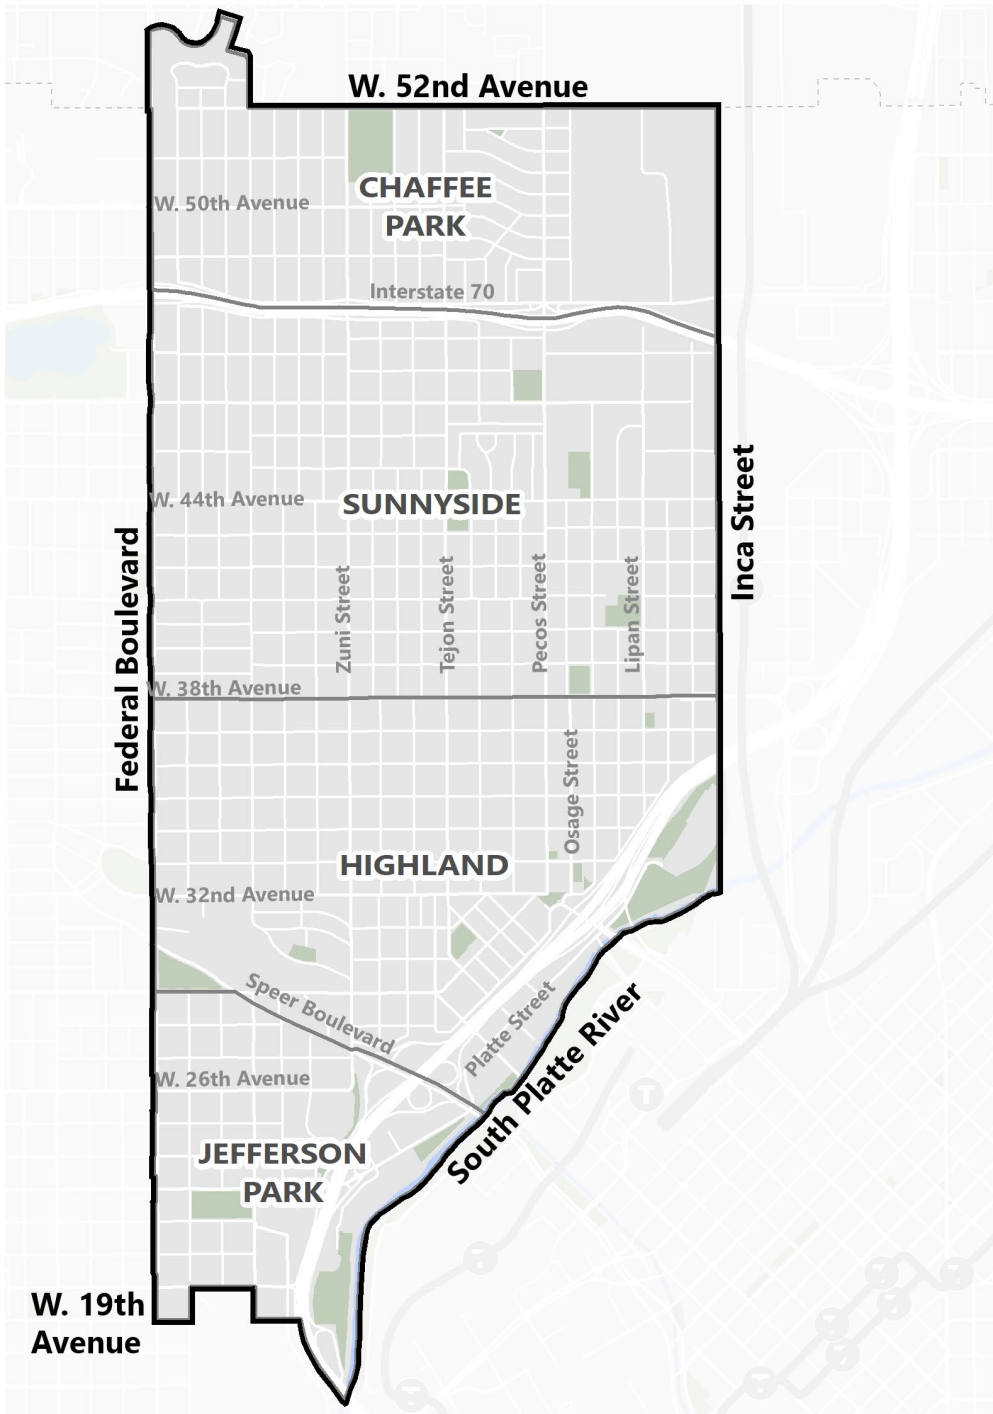 W. 52nd Avenue
CHAFFEE
PARK
W. 50th Avenue
Interstate 70
W. 44th Avenue
SUNNYSIDE
Inca Street
Federal Boulevard
Zuni Street
Tejon Street
Pecos Street
Lipan Street
W. 38th Avenue
Osage Street
HIGHLAND
W. 32nd Avenue
Speer Boulevard
Platte Street
South Platte River
W. 26th Avenue
T
JEFFERSON
PARK
T
T
T
T
W. 19th
Avenue
T
T
T
T